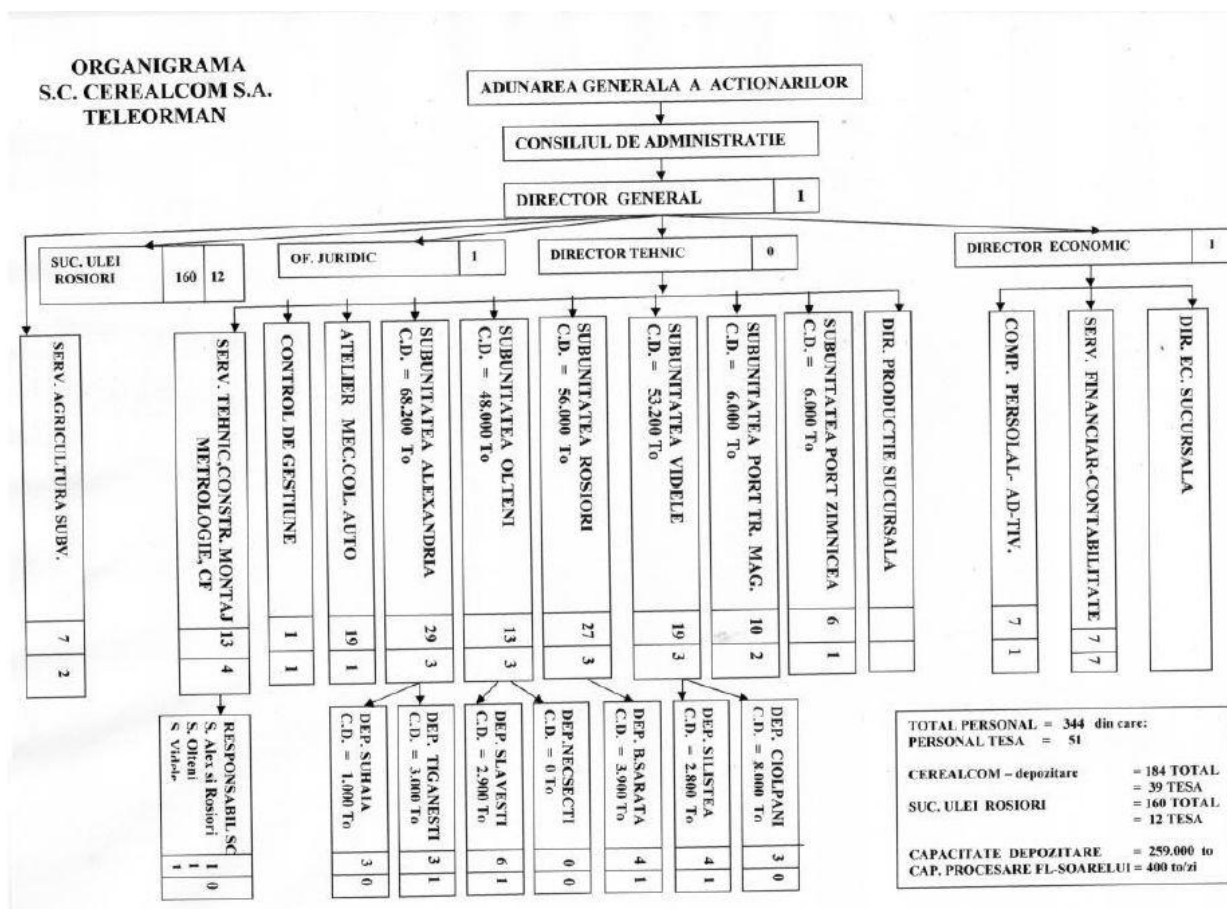 ORGANIGRAMA
S.C. CEREALCOM S.A.
TELEORMAN
ADUNAREA GENERALA A ACTIONARILOR
CONSILIUL DE ADMINISTRATIE
DIRECTOR GENERAL 1
SUC. ULEI
ROSIORI 160 12
OF. JURIDIC 1
DIRECTOR TEHNIC 0
DIRECTOR ECONOMIC 1
SERV. AGRICULTURA SUBV. 7 2
SERV. TEHNIC,CONSTR. MONTAJ 13 4
METROLOGIE, CF
CONTROL DE GESTIUNE 1 1
ATELIER MEC.COL. AUTO 19 1
SUBUNITATEA ALEXANDRIA 29 3
C.D. = 68.200 To
SUBUNITATEA OLTENI 13 3
C.D. = 48.000 To
SUBUNITATEA ROSIORI 27 3
C.D. = 56.000 To
SUBUNITATEA VIDELE 19 3
C.D. = 53.200 To
SUBUNITATEA PORT TR. MAG. 10 2
C.D. = 6.000 To
SUBUNITATEA PORT ZIMNICEA 6 1
C.D. = 6.000 To
DIR. PRODUCTIE SUCURSALA
COMP. PERSOLAL- AD-TIV. 7 1
SERV. FINANCIAR-CONTABILITATE 7 7
DIR. EC. SUCURSALA
RESPONSABIL SC
S. Alex si Rosiori 1 0
S. Olteni 1
S. Videle 1
DEP. SUHAIA 3 0
C.D. = 1.000 To
DEP. TIGANESTI 3 1
C.D. = 3.000 To
DEP. SLAVESTI 6 1
C.D. = 2.900 To
DEP.NECSECTI 0 0
C.D. = 0 To
DEP. B.SARATA 4 1
C.D. = 3.900 To
DEP. SILISTEA 4 1
C.D. = 2.800 To
DEP. CIOLPANI 3 0
C.D. = 8.000 To
TOTAL PERSONAL = 344 din care:
PERSONAL TESA = 51
CEREALCOM – depozitare = 184 TOTAL
= 39 TESA
SUC. ULEI ROSIORI = 160 TOTAL
= 12 TESA
CAPACITATE DEPOZITARE = 259.000 to
CAP. PROCESARE FL-SOARELUI = 400 to/zi